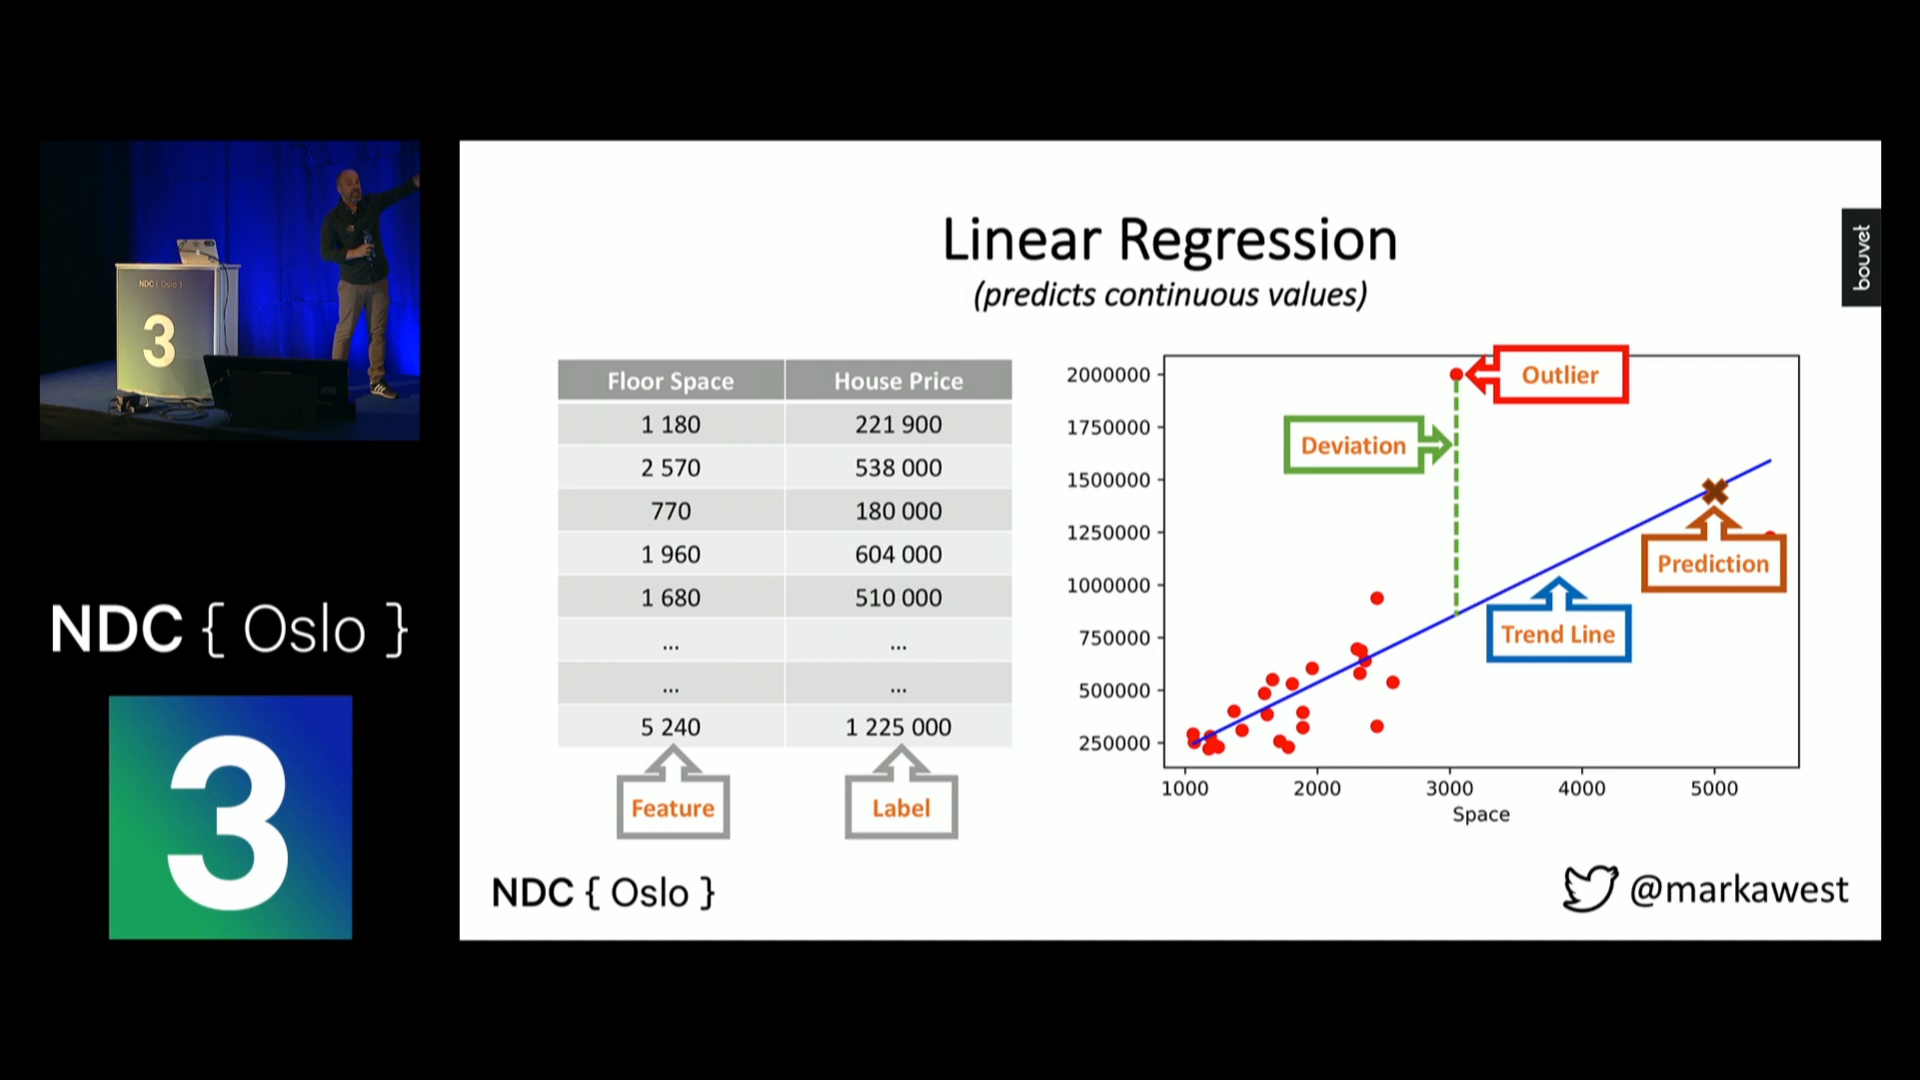 NDC { Oslo }
3
NDC { Oslo }
3
Linear Regression
(predicts continuous values)
bouvet
Floor Space House Price
1 180 221 900
2 570 538 000
770 180 000
1 960 604 000
1 680 510 000
... ...
... ...
5 240 1 225 000
Feature Label
2000000
1750000
1500000
1250000
1000000
750000
500000
250000
1000 2000 3000 4000 5000
Space
Outlier
Deviation
Prediction
Trend Line
NDC { Oslo }
@markawest